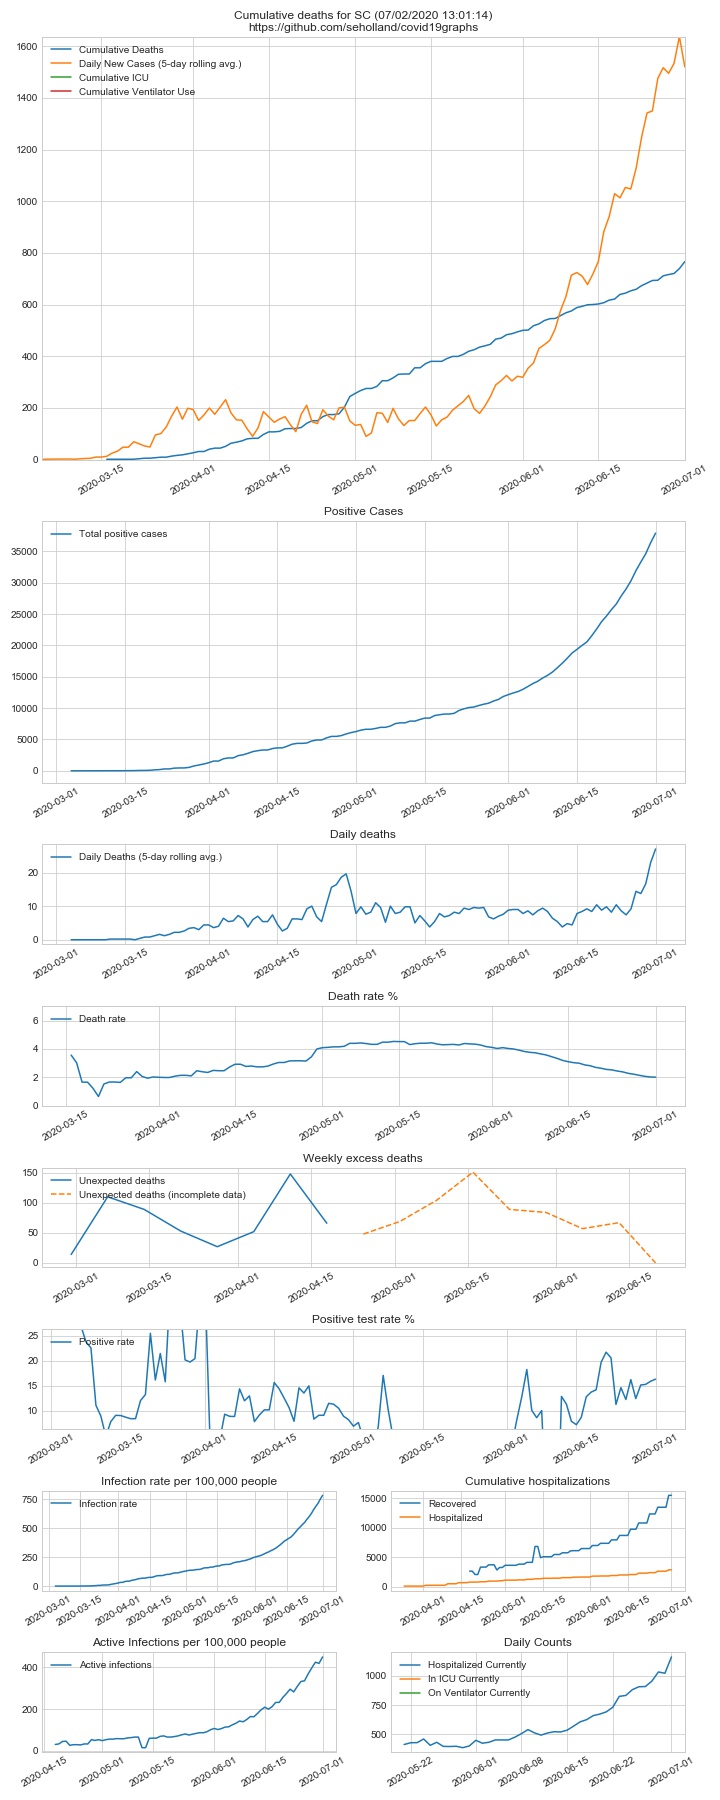 Cumulative deaths for SC (07/02/2020 13:01:14)
https://github.com/seholland/covid19graphs
Cumulative Deaths
Daily New Cases (5-day rolling avg.)
Cumulative ICU
Cumulative Ventilator Use
1600
1400
1200
1000
800
600
400
200
0
2020-03-15 2020-04-01 2020-04-15 2020-05-01 2020-05-15 2020-06-01 2020-06-15 2020-07-01
Positive Cases
Total positive cases
35000
30000
25000
20000
15000
10000
5000
0
2020-03-01 2020-03-15 2020-04-01 2020-04-15 2020-05-01 2020-05-15 2020-06-01 2020-06-15 2020-07-01
Daily deaths
Daily Deaths (5-day rolling avg.)
20
10
0
2020-03-01 2020-03-15 2020-04-01 2020-04-15 2020-05-01 2020-05-15 2020-06-01 2020-06-15 2020-07-01
Death rate %
Death rate
6
4
2
0
2020-03-15 2020-04-01 2020-04-15 2020-05-01 2020-05-15 2020-06-01 2020-06-15 2020-07-01
Weekly excess deaths
Unexpected deaths
Unexpected deaths (incomplete data)
150
100
50
0
2020-03-01 2020-03-15 2020-04-01 2020-04-15 2020-05-01 2020-05-15 2020-06-01 2020-06-15
Positive test rate %
Positive rate
25
20
15
10
2020-03-01 2020-03-15 2020-04-01 2020-04-15 2020-05-01 2020-05-15 2020-06-01 2020-06-15 2020-07-01
Infection rate per 100,000 people
Infection rate
750
500
250
0
2020-03-01 2020-03-15 2020-04-01 2020-04-15 2020-05-01 2020-05-15 2020-06-01 2020-06-15 2020-07-01
Cumulative hospitalizations
Recovered
Hospitalized
15000
10000
5000
0
2020-04-01 2020-04-15 2020-05-01 2020-05-15 2020-06-01 2020-06-15 2020-07-01
Active Infections per 100,000 people
Active infections
400
200
0
2020-04-15 2020-05-01 2020-05-15 2020-06-01 2020-06-15 2020-07-01
Daily Counts
Hospitalized Currently
In ICU Currently
On Ventilator Currently
1000
750
500
2020-05-22 2020-06-01 2020-06-08 2020-06-15 2020-06-22 2020-07-01